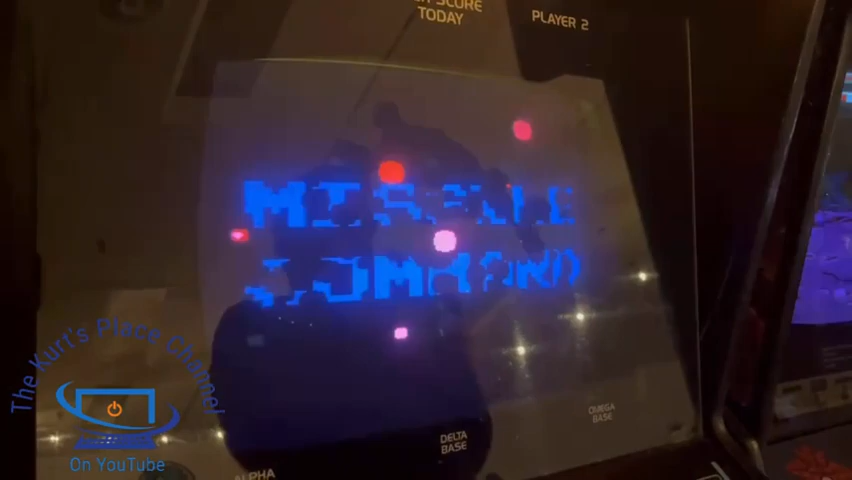 SCORE
TODAY
PLAYER 2
MISSILE
COMMAND
OMEGA
BASE
DELTA
BASE
ALPHA
The Kurt's Place Channel
On YouTube